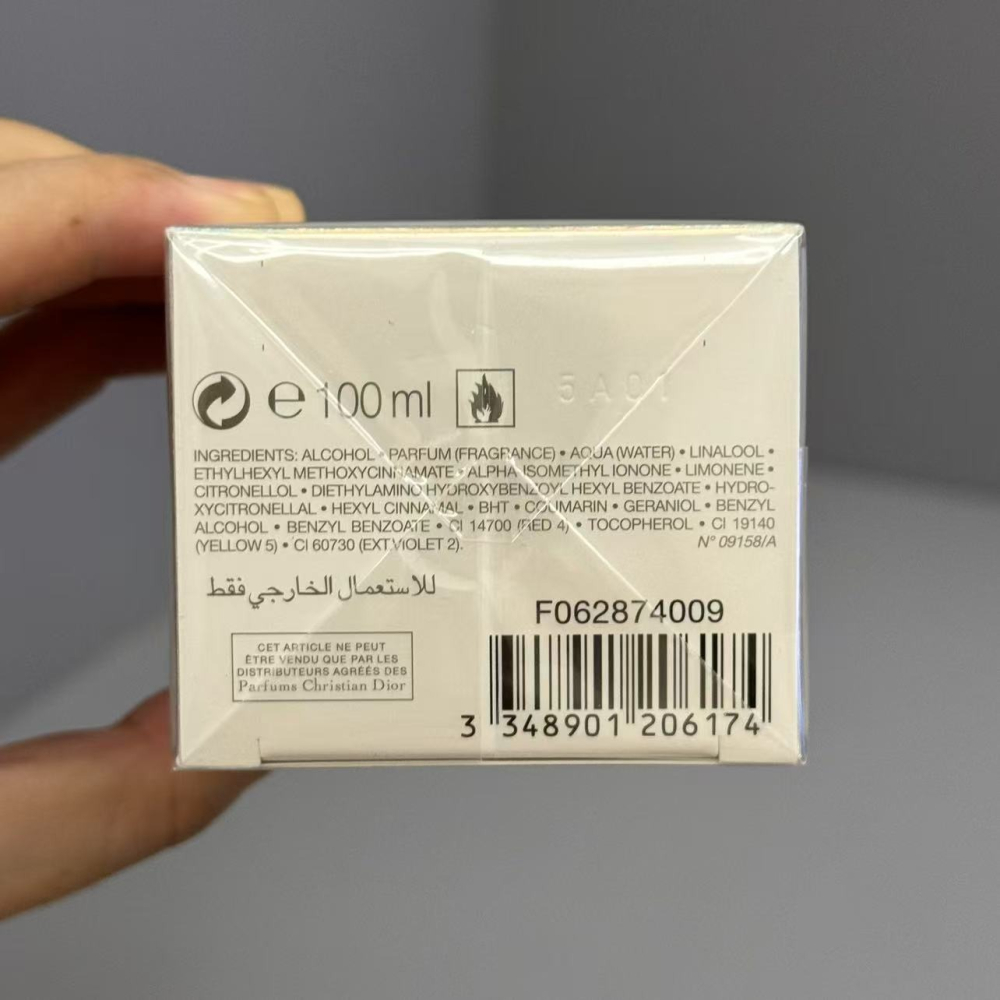 e 100 ml
5A01
INGREDIENTS: ALCOHOL • PARFUM (FRAGRANCE) • AQUA (WATER) • LINALOOL •
ETHYLHEXYL METHOXYCINNAMATE • ALPHA-ISOMETHYL IONONE • LIMONENE •
CITRONELLOL • DIETHYLAMINO HYDROXYBENZOYL HEXYL BENZOATE • HYDRO-
XYCITRONELLAL • HEXYL CINNAMAL • BHT • COUMARIN • GERANIOL • BENZYL
ALCOHOL • BENZYL BENZOATE • CI 14700 (RED 4) • TOCOPHEROL • CI 19140
(YELLOW 5) • CI 60730 (EXT.VIOLET 2).
N° 09158/A
للاستعمال الخارجي فقط
F062874009
CET ARTICLE NE PEUT
ÊTRE VENDU QUE PAR LES
DISTRIBUTEURS AGRÉÉS DES
Parfums Christian Dior
3 348901 206174